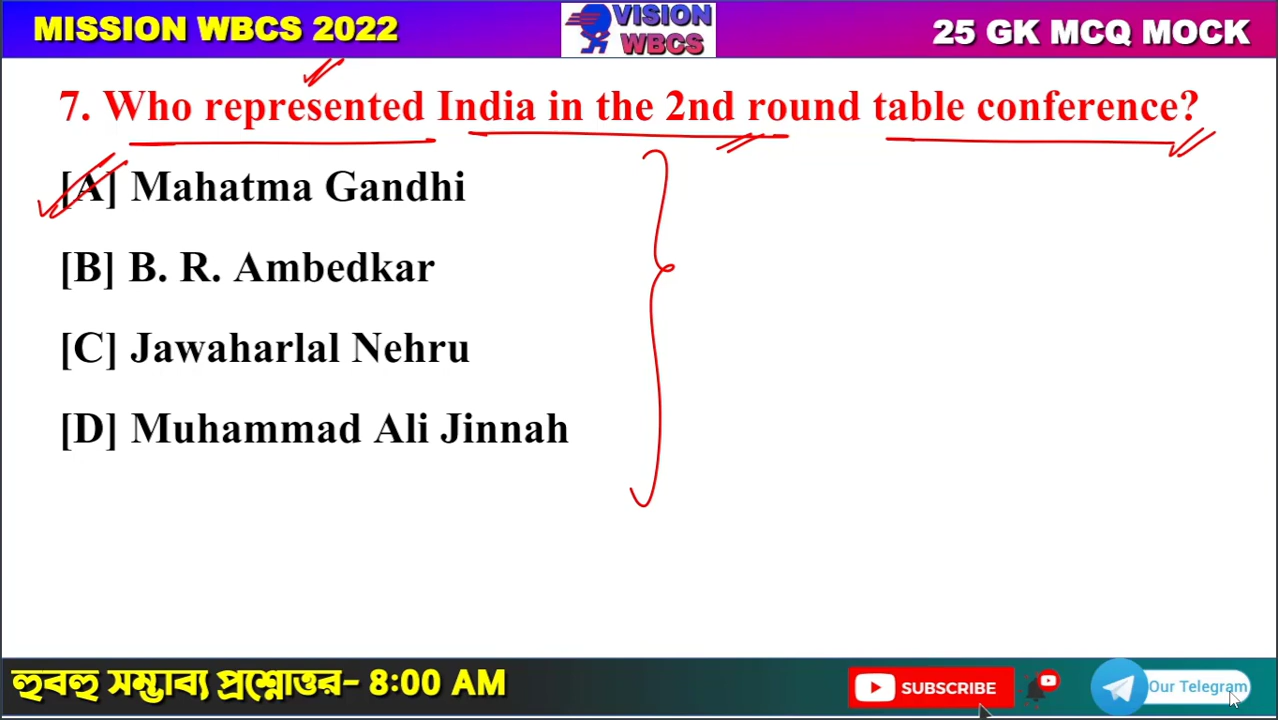 MISSION WBCS 2022
VISION
WBCS
25 GK MCQ MOCK
7. Who represented India in the 2nd round table conference?
[A] Mahatma Gandhi
[B] B. R. Ambedkar
[C] Jawaharlal Nehru
[D] Muhammad Ali Jinnah
হুবহু সম্ভাব্য প্রশ্নোত্তর- 8:00 AM
SUBSCRIBE
Our Telegram